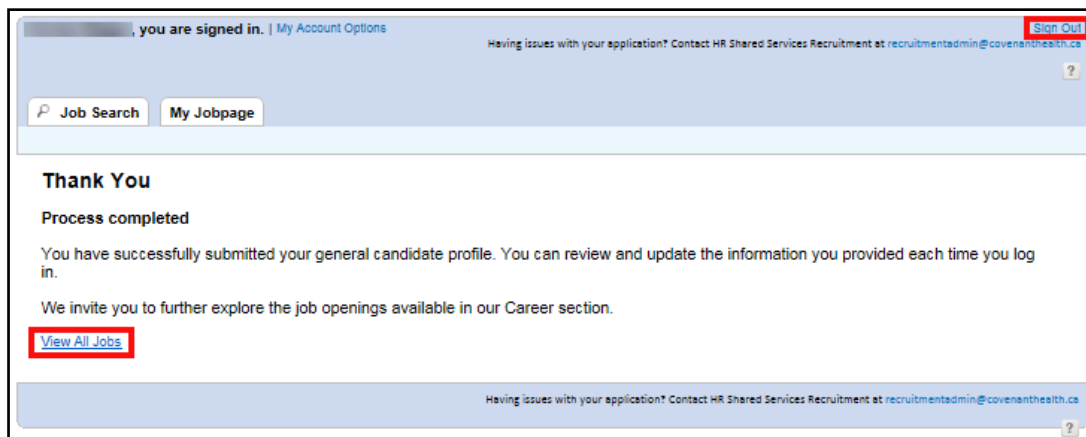 , you are signed in. | My Account Options
Sign Out
Having issues with your application? Contact HR Shared Services Recruitment at recruitmentadmin@covenanthealth.ca
?
Job Search My Jobpage
Thank You
Process completed
You have successfully submitted your general candidate profile. You can review and update the information you provided each time you log
in.
We invite you to further explore the job openings available in our Career section.
View All Jobs
Having issues with your application? Contact HR Shared Services Recruitment at recruitmentadmin@covenanthealth.ca
?